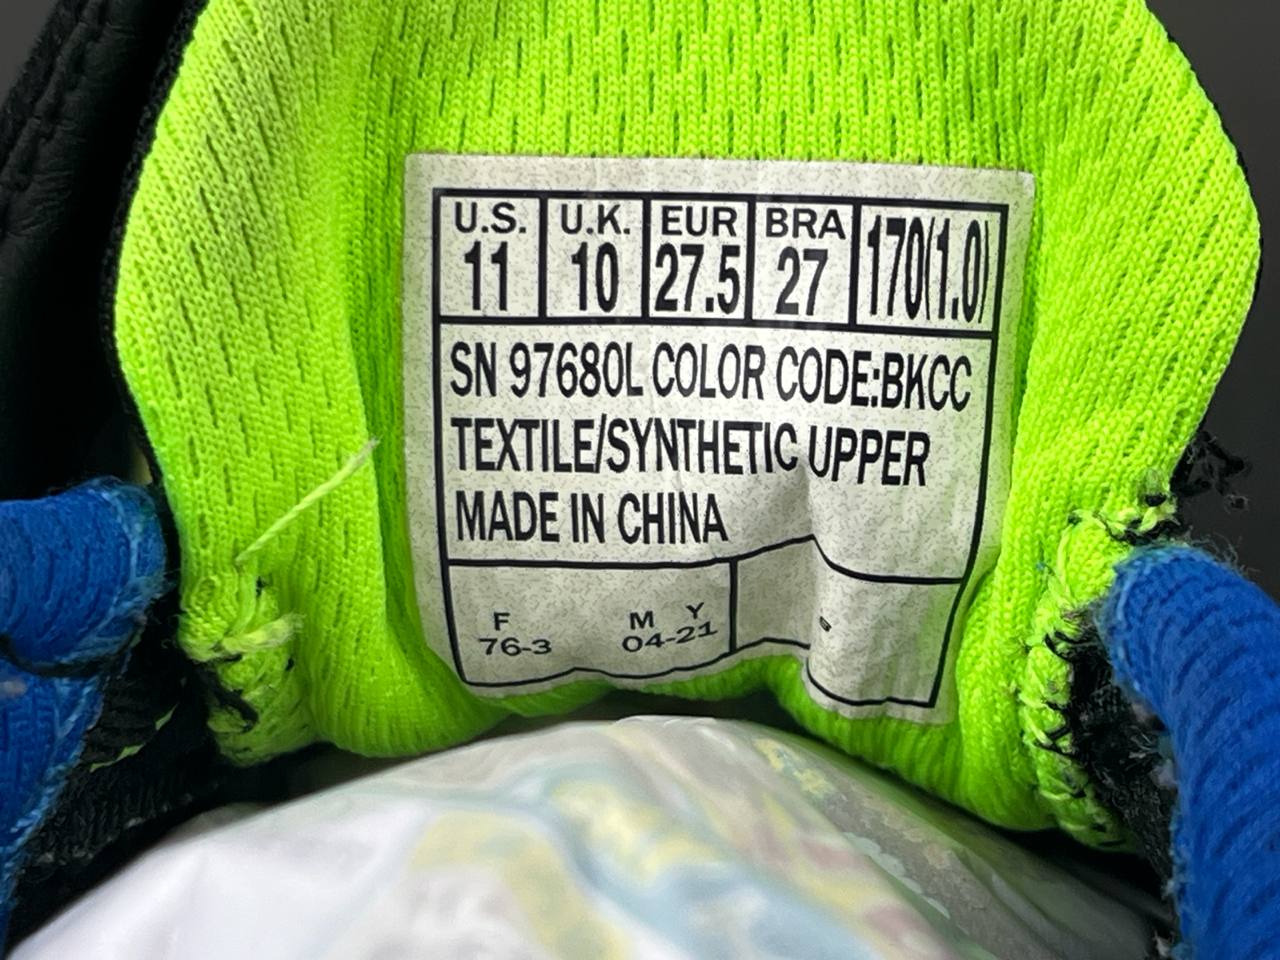 U.S. U.K. EUR BRA 170(1.0)
11 10 27.5 27
SN 97680L COLOR CODE:BKCC
TEXTILE/SYNTHETIC UPPER
MADE IN CHINA
F M Y
76-3 04-21